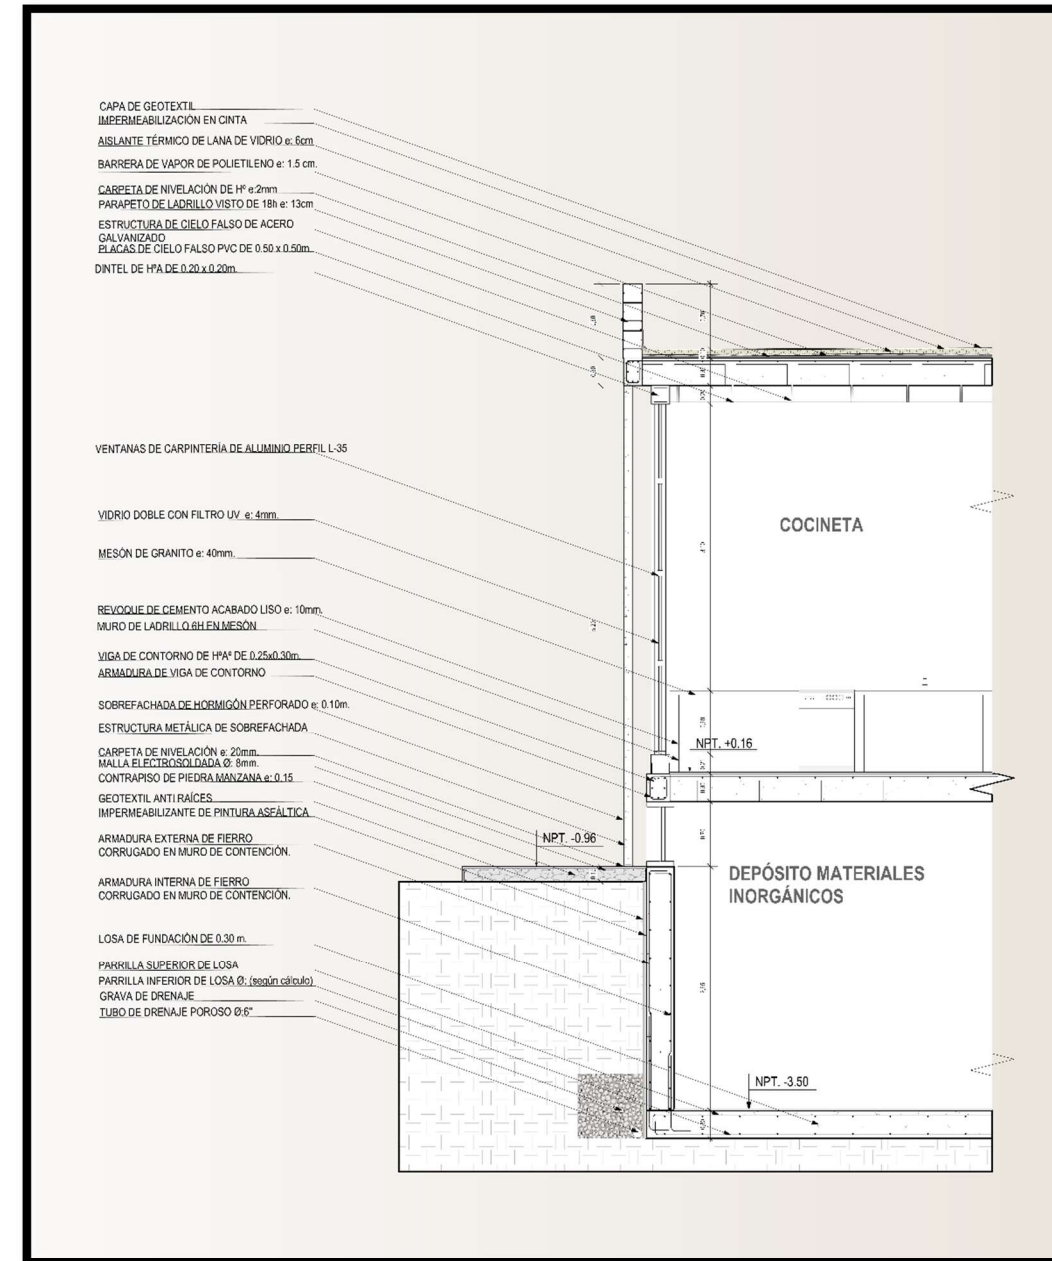 CAPA DE GEOTEXTIL
IMPERMEABILIZACIÓN EN CINTA
AISLANTE TÉRMICO DE LANA DE VIDRIO e: 6cm
BARRERA DE VAPOR DE POLIETILENO e: 1.5 cm.
CARPETA DE NIVELACIÓN DE Hº e:2mm
PARAPETO DE LADRILLO VISTO DE 18h e: 13cm
ESTRUCTURA DE CIELO FALSO DE ACERO
GALVANIZADO
PLACAS DE CIELO FALSO PVC DE 0.50 x 0.50m.
DINTEL DE HºA DE 0.20 x 0.20m.
VENTANAS DE CARPINTERÍA DE ALUMINIO PERFIL L-35
VIDRIO DOBLE CON FILTRO UV e: 4mm.
COCINETA
MESÓN DE GRANITO e: 40mm.
REVOQUE DE CEMENTO ACABADO LISO e: 10mm.
MURO DE LADRILLO 6H EN MESÓN
VIGA DE CONTORNO DE HºAº DE 0.25x0.30m.
ARMADURA DE VIGA DE CONTORNO
SOBREFACHADA DE HORMIGÓN PERFORADO e: 0.10m.
ESTRUCTURA METÁLICA DE SOBREFACHADA
NPT. +0.16
CARPETA DE NIVELACIÓN e: 20mm.
MALLA ELECTROSOLDADA Ø: 8mm.
CONTRAPISO DE PIEDRA MANZANA e: 0.15
GEOTEXTIL ANTI RAÍCES
IMPERMEABILIZANTE DE PINTURA ASFÁLTICA
NPT. -0.96
ARMADURA EXTERNA DE FIERRO
CORRUGADO EN MURO DE CONTENCIÓN.
DEPÓSITO MATERIALES
INORGÁNICOS
ARMADURA INTERNA DE FIERRO
CORRUGADO EN MURO DE CONTENCIÓN.
LOSA DE FUNDACIÓN DE 0.30 m.
PARRILLA SUPERIOR DE LOSA
PARRILLA INFERIOR DE LOSA Ø: (según cálculo)
GRAVA DE DRENAJE
TUBO DE DRENAJE POROSO Ø:6"
NPT. -3.50